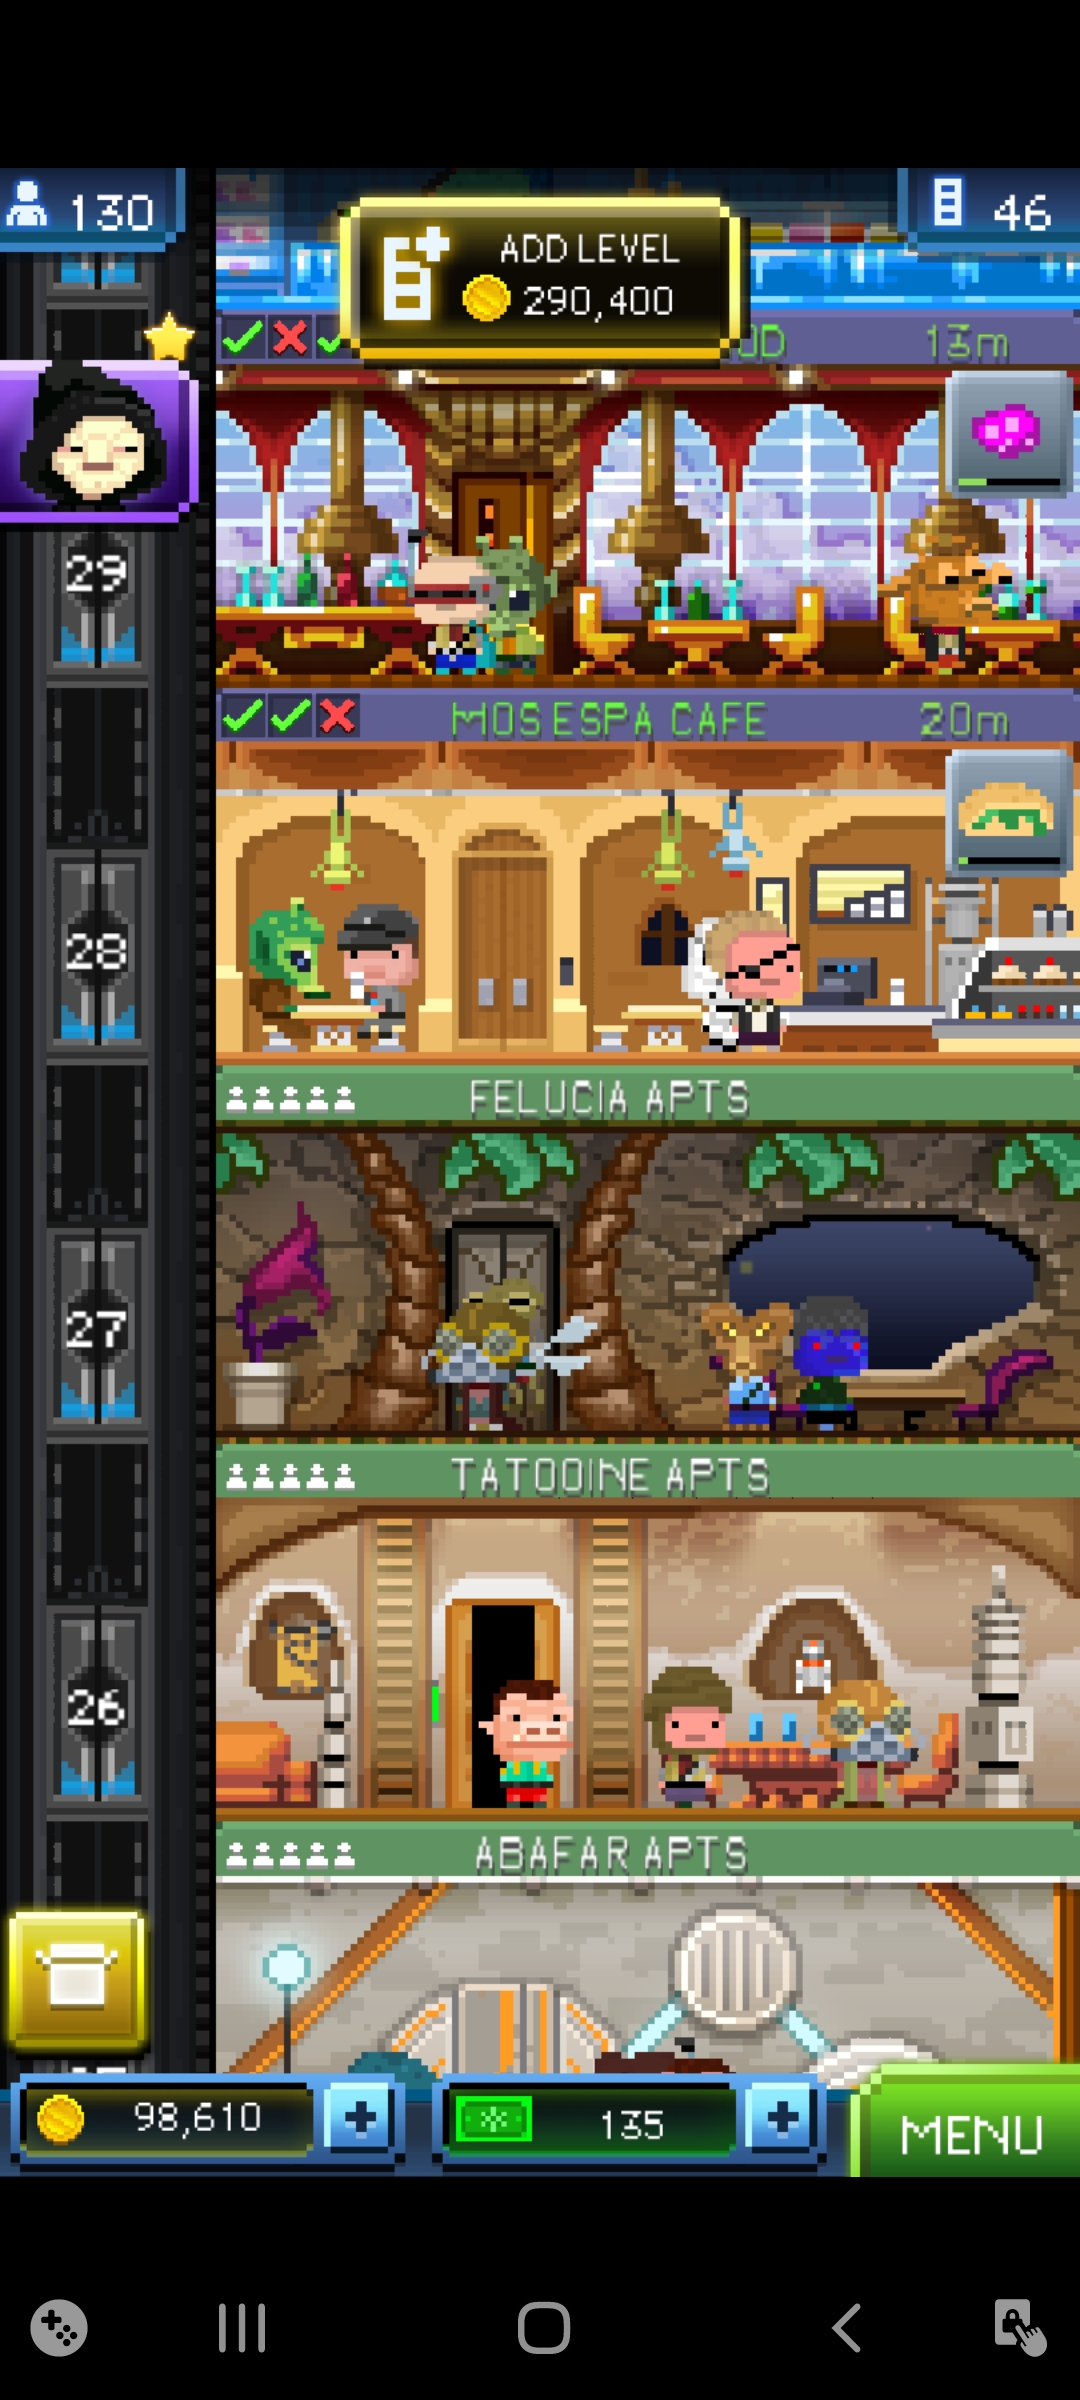 130
ADD LEVEL
290,400
46
OD 13m
29
MOS ESPA CAFE 20m
28
FELUCIA APTS
27
TATOOINE APTS
26
ABAFAR APTS
98,610
135
MENU